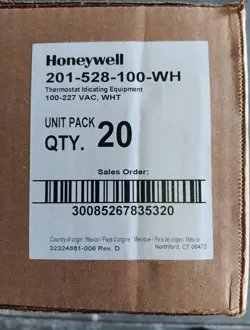 Honeywell
201-528-100-WH
Thermostat Idicating Equipment
100-227 VAC, WHT
UNIT PACK
QTY. 20
Sales Order:
30085267835320
Country of origin: Mexico / Pays d'origine: Mexique / País de origen: Mexico
32324881-006 Rev. D
Northford, CT 06472